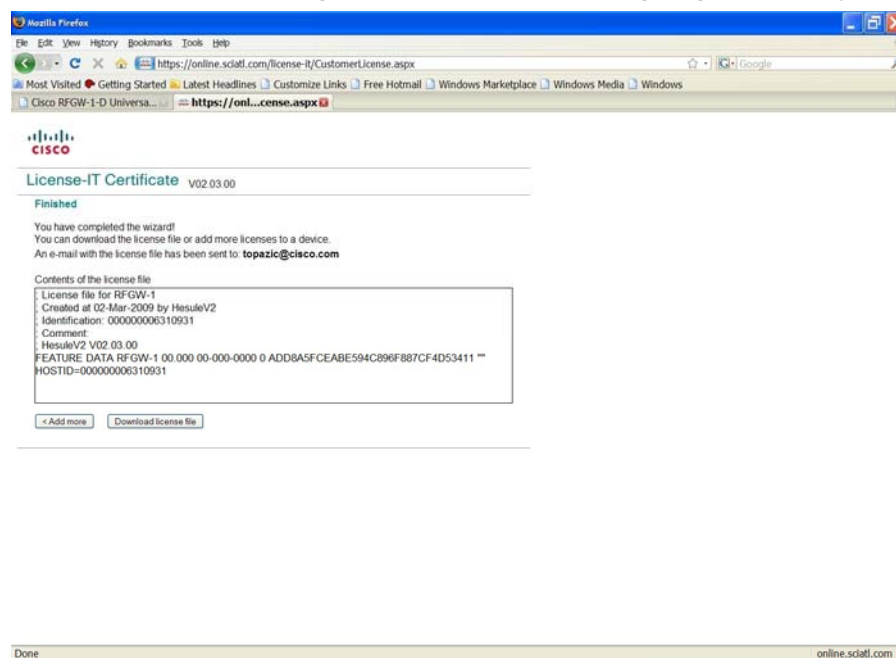 Mozilla Firefox
File Edit View History Bookmarks Tools Help
https://online.sciatl.com/license-it/CustomerLicense.aspx
Google
Most Visited Getting Started Latest Headlines Customize Links Free Hotmail Windows Marketplace Windows Media Windows
Cisco RFGW-1-D Universa... https://onl...cense.aspx
CISCO
License-IT Certificate V02.03.00
Finished
You have completed the wizard!
You can download the license file or add more licenses to a device.
An e-mail with the license file has been sent to: topazic@cisco.com
Contents of the license file
; License file for RFGW-1
; Created at 02-Mar-2009 by HesuleV2
; Identification: 000000006310931
; Comment:
; HesuleV2 V02.03.00
FEATURE DATA RFGW-1 00.000 00-000-0000 0 ADD8A5FCEABE594C896F887CF4D53411 ""
HOSTID=000000006310931
< Add more Download license file
Done online.sciatl.com